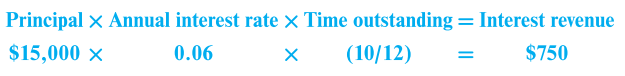 Principal × Annual interest rate × Time outstanding = Interest revenue
$15,000 × 0.06 × (10/12) = $750